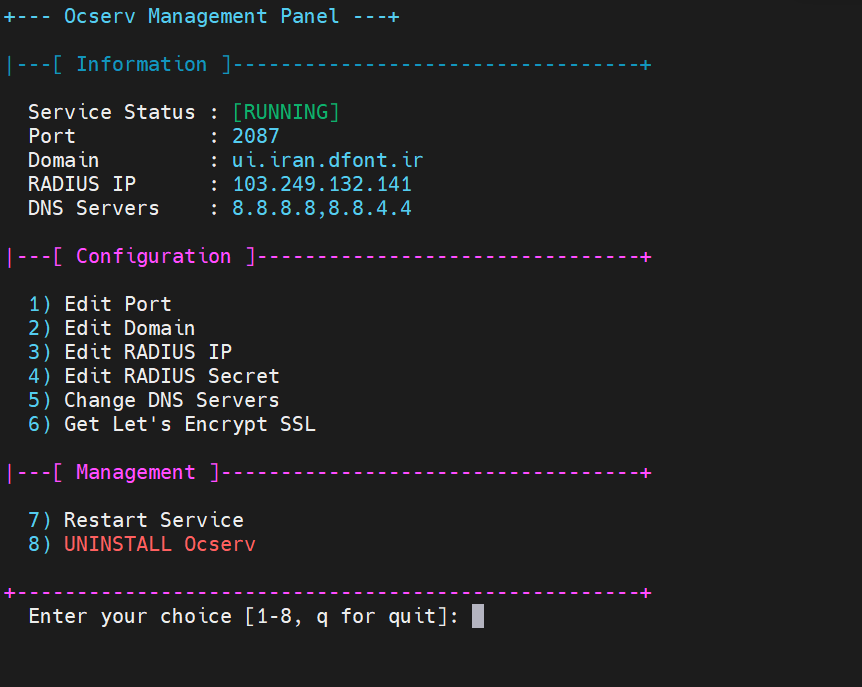 +--- Ocserv Management Panel ---+
|---[ Information ]----------------------------------+
Service Status : [RUNNING]
Port           : 2087
Domain         : ui.iran.dfont.ir
RADIUS IP      : 103.249.132.141
DNS Servers    : 8.8.8.8,8.8.4.4
|---[ Configuration ]--------------------------------+
1) Edit Port
2) Edit Domain
3) Edit RADIUS IP
4) Edit RADIUS Secret
5) Change DNS Servers
6) Get Let's Encrypt SSL
|---[ Management ]-----------------------------------+
7) Restart Service
8) UNINSTALL Ocserv
+----------------------------------------------------+
Enter your choice [1-8, q for quit]: